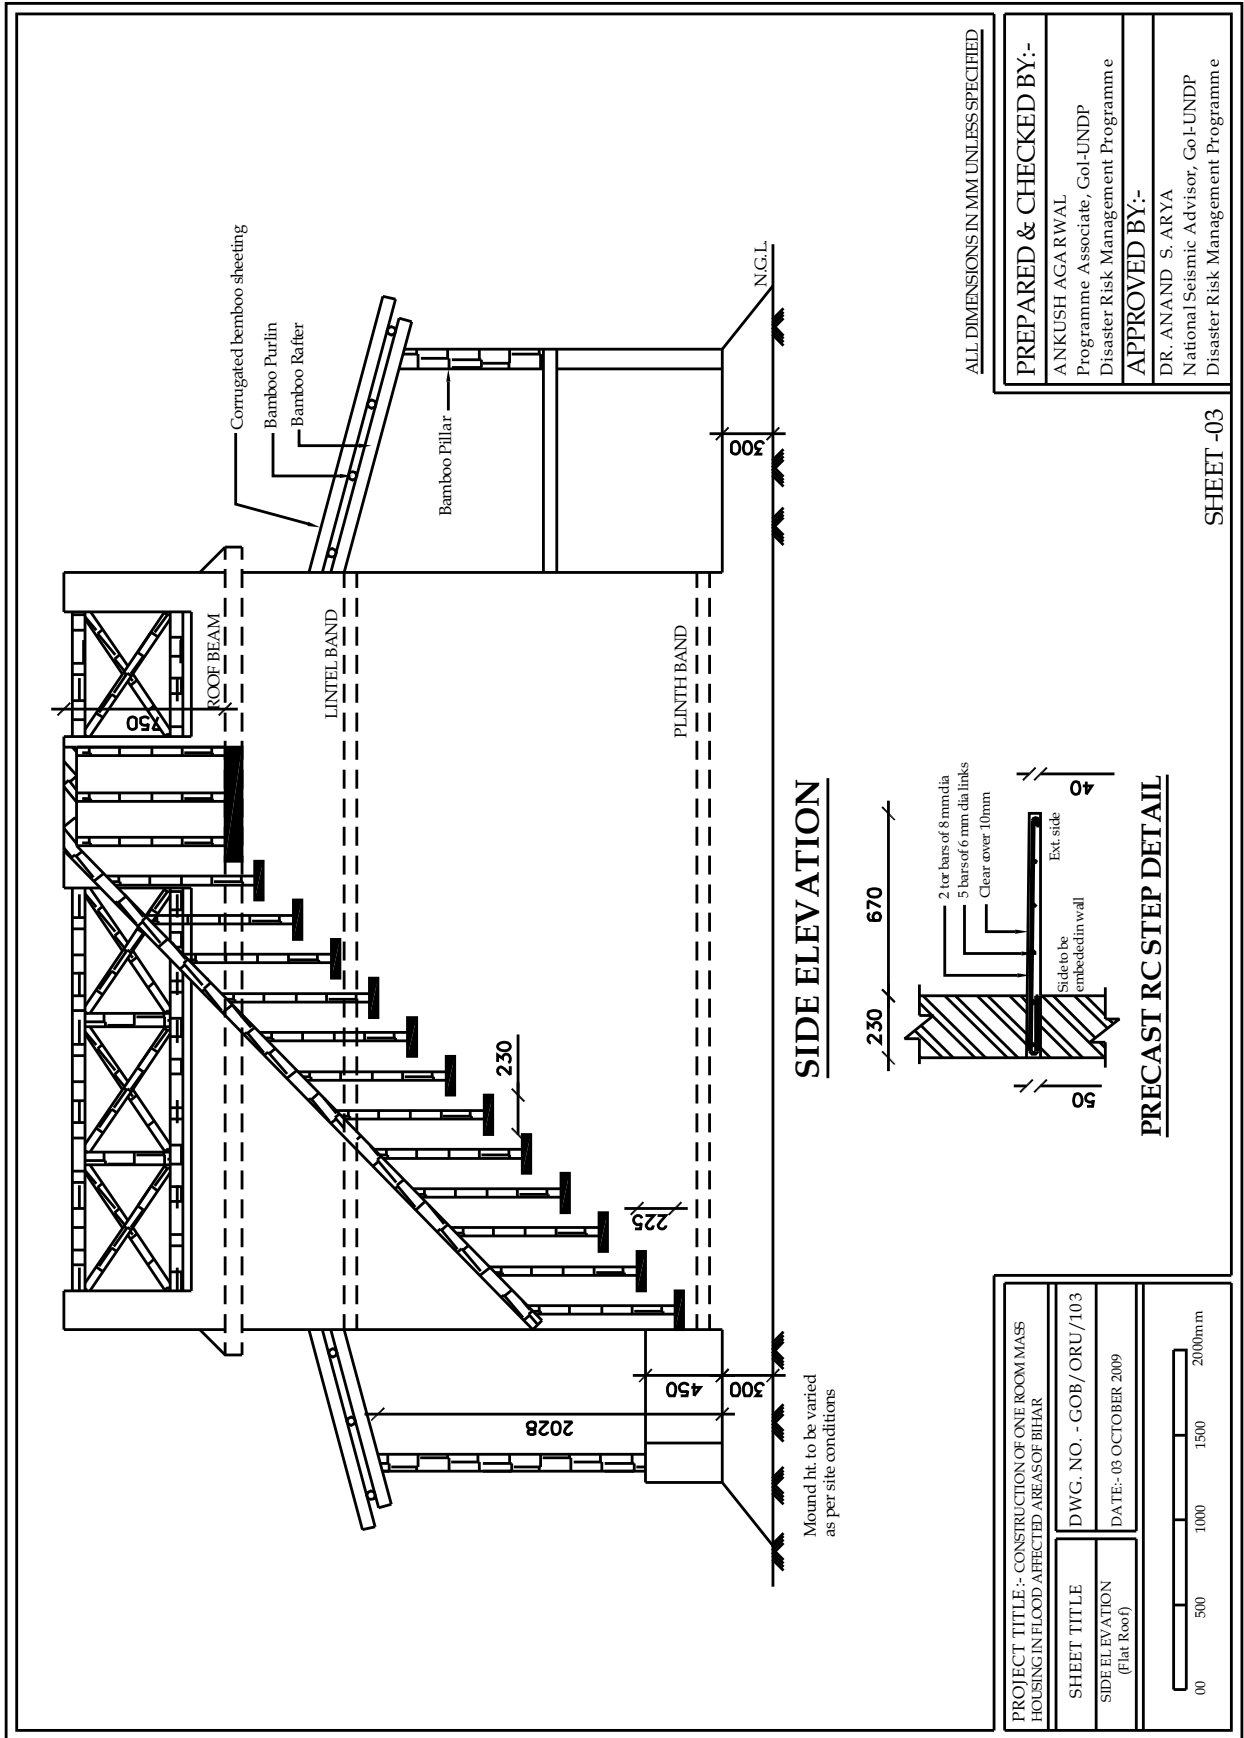 Corrugated bemboo sheeting
Bamboo Purlin
Bamboo Rafter
Bamboo Pillar
750
ROOF BEAM
LINTEL BAND
PLINTH BAND
230
225
2028
450
300
300
N.G.L.
Mound ht. to be varied
as per site conditions
SIDE ELEVATION
230
670
2 tor bars of 8 mm dia
5 bars of 6 mm dia links
Clear cover 10mm
Side to be
embeded in wall
Ext. side
50
40
PRECAST RC STEP DETAIL
ALL DIMENSIONS IN MM UNLESS SPECIFIED
PROJECT TITLE :- CONSTRUCTION OF ONE ROOM MASS
HOUSING IN FLOOD AFFECTED AREAS OF BIHAR
SHEET TITLE
DWG. NO. - GOB/ORU/103
SIDE ELEVATION
(Flat Roof)
DATE:- 03 OCTOBER 2009
00 500 1000 1500 2000mm
SHEET -03
PREPARED & CHECKED BY:-
ANKUSH AGARWAL
Programme Associate, GoI-UNDP
Disaster Risk Management Programme
APPROVED BY:-
DR. ANAND S. ARYA
National Seismic Advisor, GoI-UNDP
Disaster Risk Management Programme